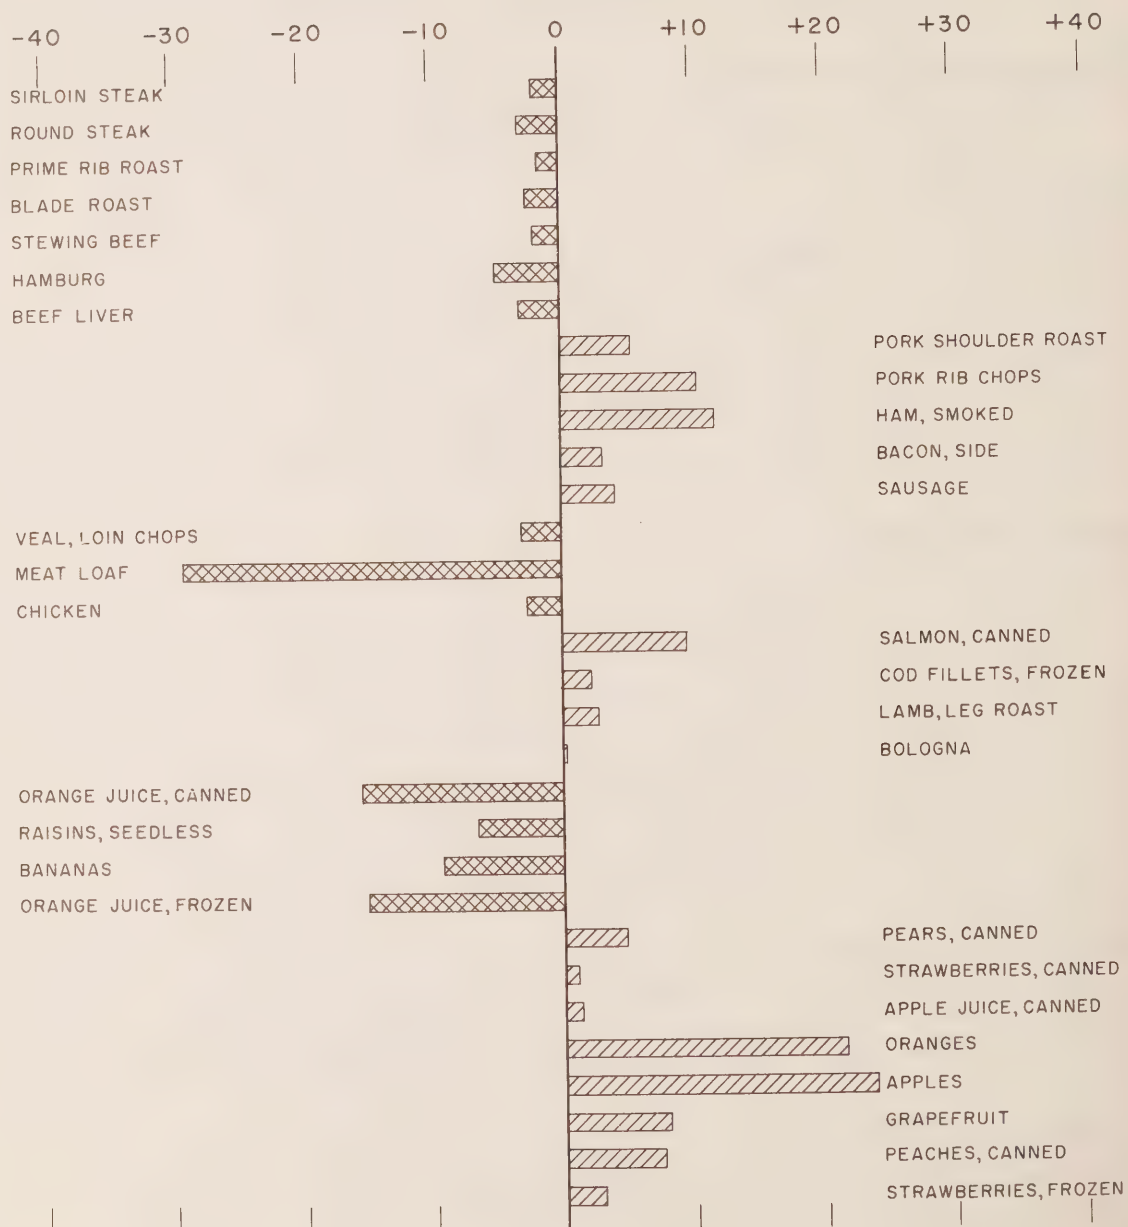 -40 -30 -20 -10 0 +10 +20 +30 +40
SIRLOIN STEAK
ROUND STEAK
PRIME RIB ROAST
BLADE ROAST
STEWING BEEF
HAMBURG
BEEF LIVER
PORK SHOULDER ROAST
PORK RIB CHOPS
HAM, SMOKED
BACON, SIDE
SAUSAGE
VEAL, LOIN CHOPS
MEAT LOAF
CHICKEN
SALMON, CANNED
COD FILLETS, FROZEN
LAMB, LEG ROAST
BOLOGNA
ORANGE JUICE, CANNED
RAISINS, SEEDLESS
BANANAS
ORANGE JUICE, FROZEN
PEARS, CANNED
STRAWBERRIES, CANNED
APPLE JUICE, CANNED
ORANGES
APPLES
GRAPEFRUIT
PEACHES, CANNED
STRAWBERRIES, FROZEN